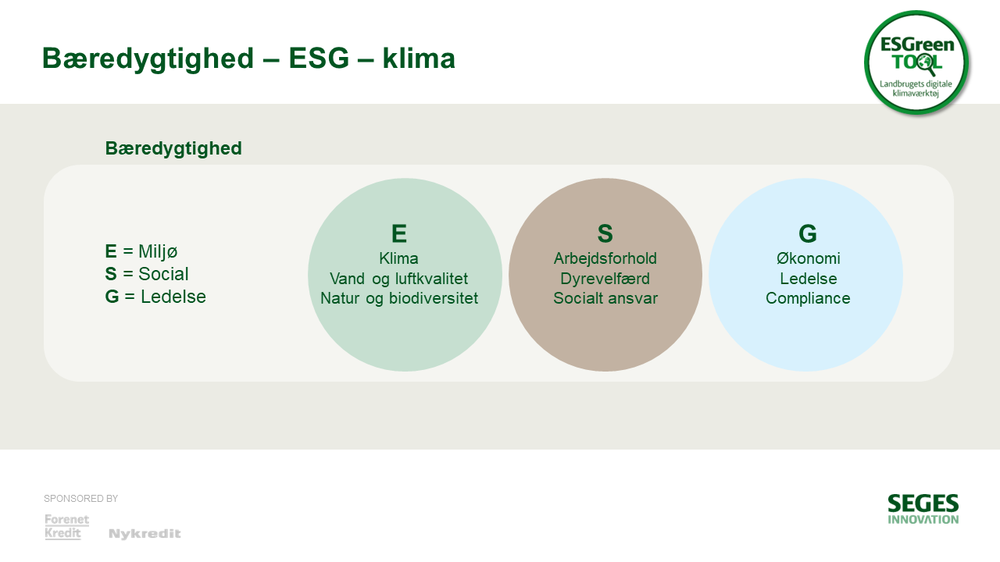 Bæredygtighed – ESG – klima
ESGreen
TOOL
Landbrugets digitale
klimaværktøj
Bæredygtighed
E = Miljø
S = Social
G = Ledelse
E
Klima
Vand og luftkvalitet
Natur og biodiversitet
S
Arbejdsforhold
Dyrevelfærd
Socialt ansvar
G
Økonomi
Ledelse
Compliance
SPONSORED BY
Forenet
Kredit
Nykredit
SEGES
INNOVATION